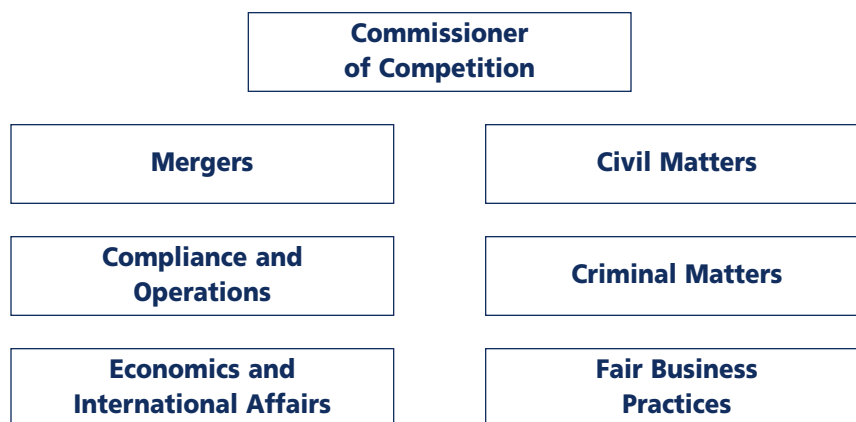 Commissioner
of Competition
Mergers
Civil Matters
Compliance and
Operations
Criminal Matters
Economics and
International Affairs
Fair Business
Practices